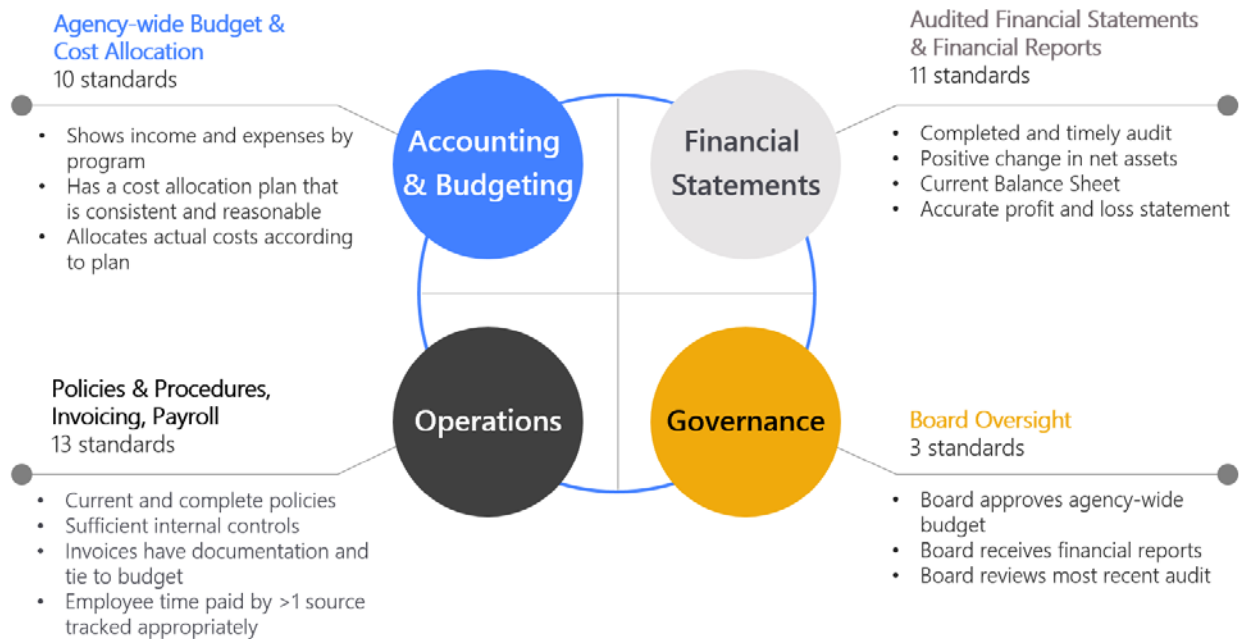 Agency-wide Budget &
Cost Allocation
10 standards
• Shows income and expenses by
program
• Has a cost allocation plan that
is consistent and reasonable
• Allocates actual costs according
to plan
Accounting
& Budgeting
Financial
Statements
Audited Financial Statements
& Financial Reports
11 standards
• Completed and timely audit
• Positive change in net assets
• Current Balance Sheet
• Accurate profit and loss statement
Policies & Procedures,
Invoicing, Payroll
13 standards
• Current and complete policies
• Sufficient internal controls
• Invoices have documentation and
tie to budget
• Employee time paid by >1 source
tracked appropriately
Operations
Governance
Board Oversight
3 standards
• Board approves agency-wide
budget
• Board receives financial reports
• Board reviews most recent audit